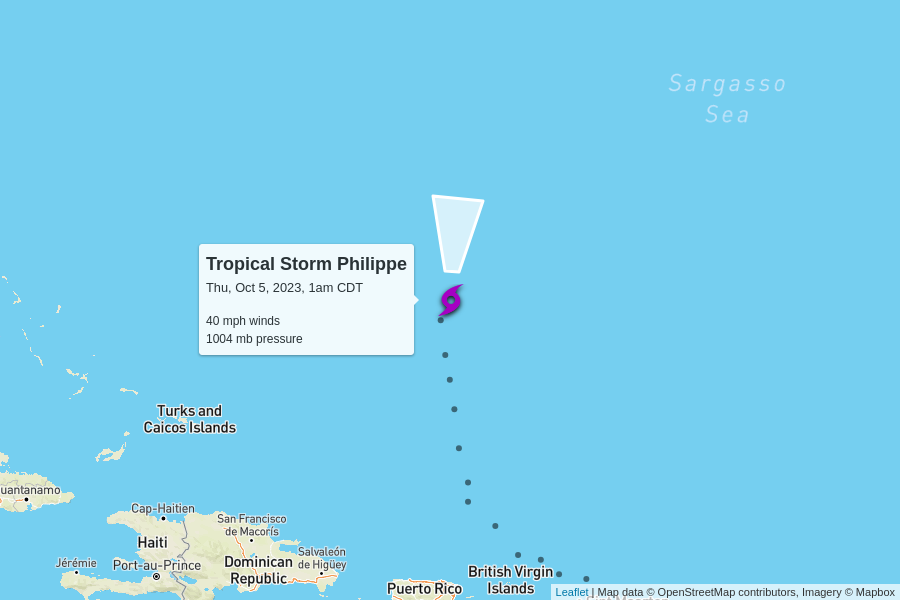 Sargasso
Sea
Tropical Storm Philippe
Thu, Oct 5, 2023, 1am CDT
40 mph winds
1004 mb pressure
Turks and
Caicos Islands
uantanamo
Cap-Haitien
San Francisco
de Macorís
Haiti
Jérémie
Port-au-Prince
Dominican
Republic
Salvaleón
de Higüey
Puerto Rico
British Virgin
Islands
Leaflet | Map data © OpenStreetMap contributors, Imagery © Mapbox